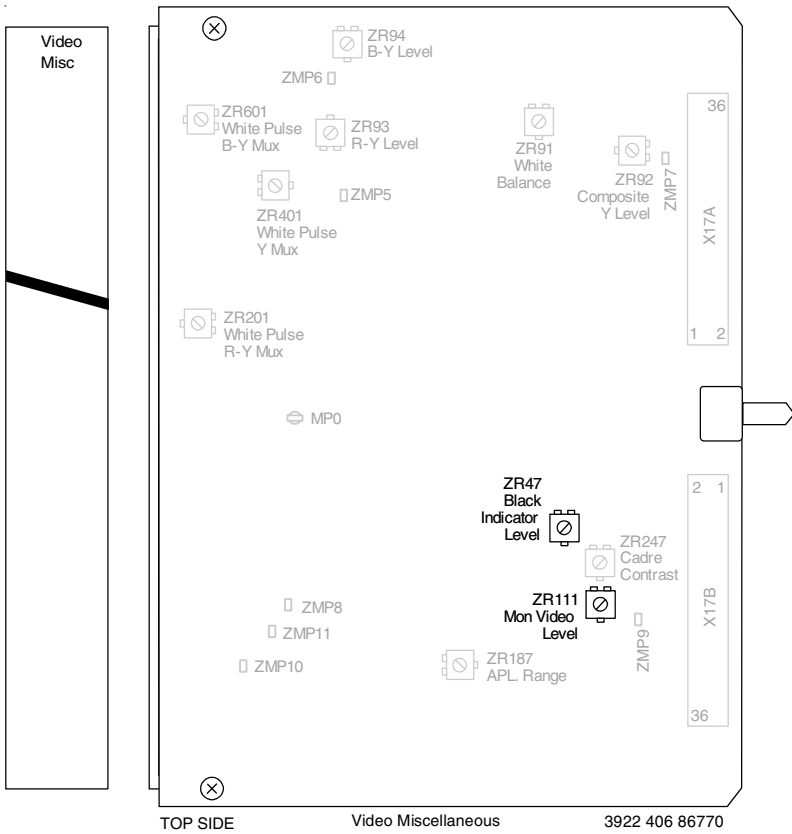 Video
Misc
ZR94
B-Y Level
ZMP6
ZR601
White Pulse
B-Y Mux
ZR93
R-Y Level
ZR91
White
Balance
36
ZR92
Composite
Y Level
ZMP7
X17A
ZR401
White Pulse
Y Mux
ZMP5
ZR201
White Pulse
R-Y Mux
1 2
MP0
ZR47
Black
Indicator
Level
2 1
ZR247
Cadre
Contrast
ZR111
Mon Video
Level
X17B
ZMP8
ZMP11
ZMP10
ZMP9
ZR187
APL. Range
36
TOP SIDE
Video Miscellaneous
3922 406 86770